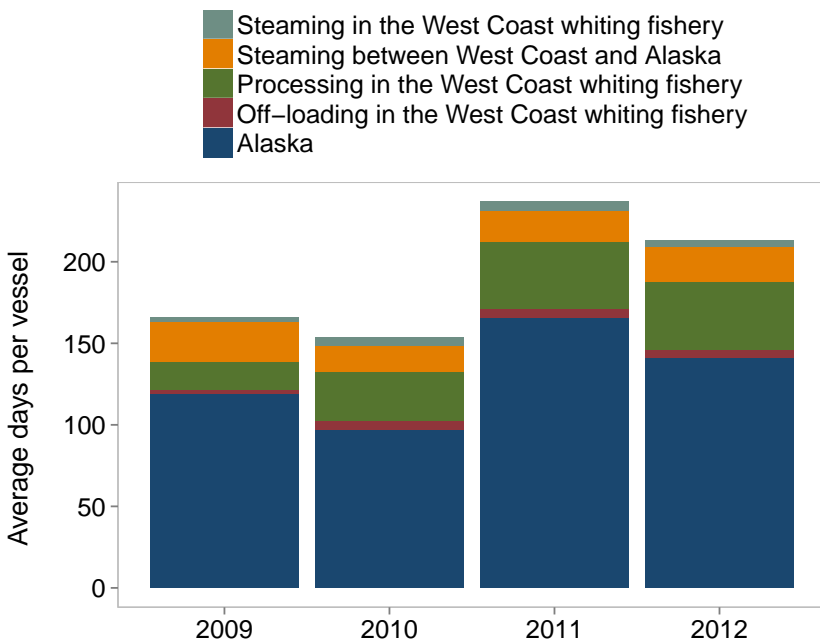 Steaming in the West Coast whiting fishery
Steaming between West Coast and Alaska
Processing in the West Coast whiting fishery
Off−loading in the West Coast whiting fishery
Alaska
Average days per vessel
200
150
100
50
0
2009 2010 2011 2012